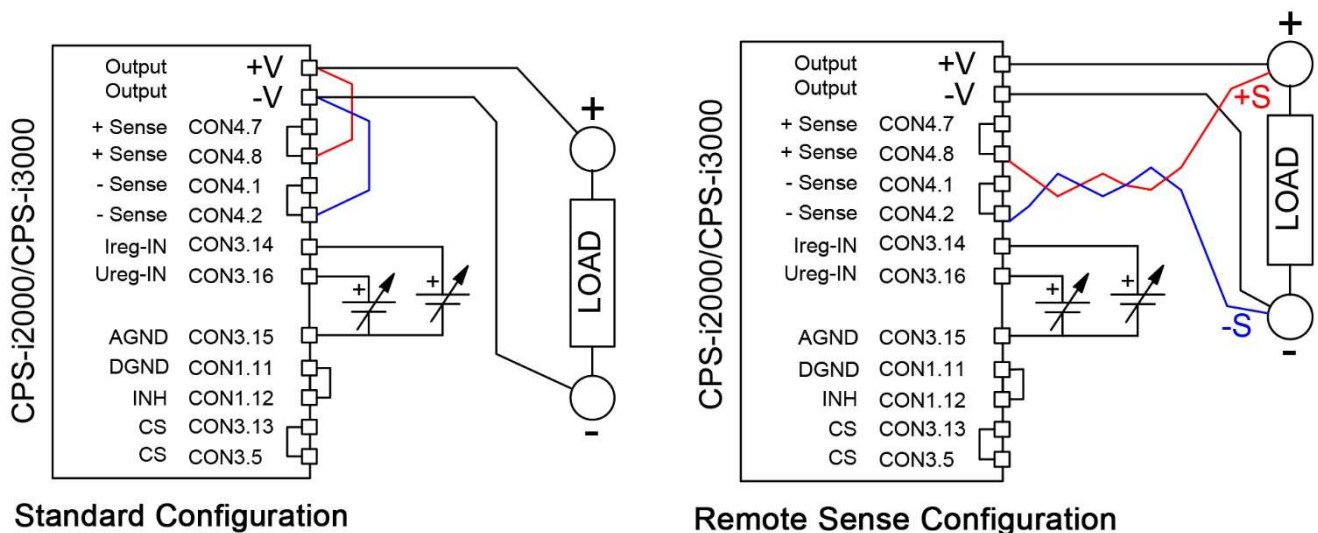 CPS-i2000/CPS-i3000
Output +V
Output -V
+ Sense CON4.7
+ Sense CON4.8
- Sense CON4.1
- Sense CON4.2
Ireg-IN CON3.14
Ureg-IN CON3.16
AGND CON3.15
DGND CON1.11
INH CON1.12
CS CON3.13
CS CON3.5
+
+
+
LOAD
-
Standard Configuration
CPS-i2000/CPS-i3000
Output +V
Output -V
+ Sense CON4.7
+ Sense CON4.8
- Sense CON4.1
- Sense CON4.2
Ireg-IN CON3.14
Ureg-IN CON3.16
AGND CON3.15
DGND CON1.11
INH CON1.12
CS CON3.13
CS CON3.5
+
+
+
+S
LOAD
-S
-
Remote Sense Configuration